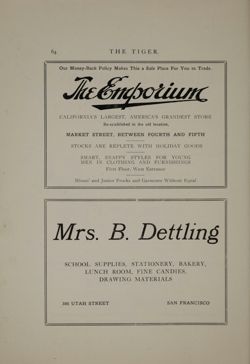 64
THE TIGER
Our Money-Back Policy Makes This a Safe Place For You to Trade.
The Emporium
CALIFORNIA'S LARGEST, AMERICA'S GRANDEST STORE
Re-established in the old location,
MARKET STREET, BETWEEN FOURTH AND FIFTH
STOCKS ARE REPLETE WITH HOLIDAY GOODS
SMART, SNAPPY STYLES FOR YOUNG
MEN IN CLOTHING AND FURNISHINGS
First Floor, West Entrance
Misses' and Junior Frocks and Garments Without Equal
Mrs. B. Dettling
SCHOOL SUPPLIES, STATIONERY, BAKERY,
LUNCH ROOM, FINE CANDIES,
DRAWING MATERIALS
UTAH STREET
SAN FRANCISCO